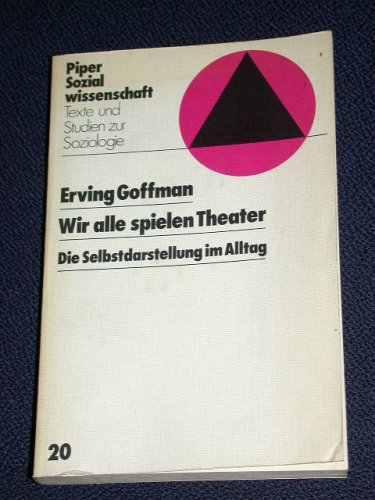 Piper
Sozial
wissenschaft
Texte und
Studien zur
Soziologie
Erving Goffman
Wir alle spielen Theater
Die Selbstdarstellung im Alltag
20